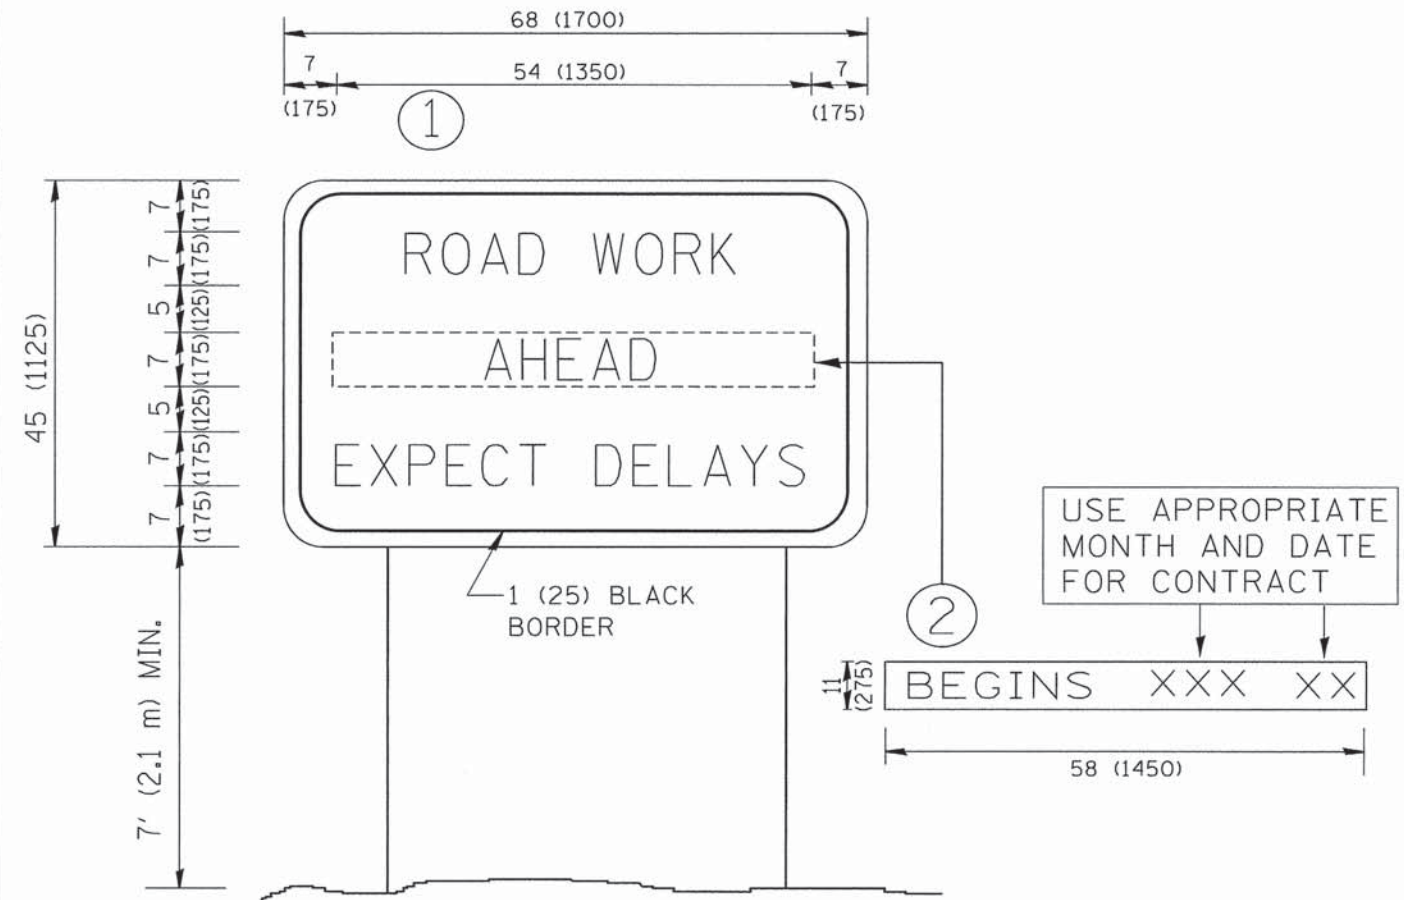 68 (1700)
7
54 (1350)
7
(175)
(175)
1
45 (1125)
7
(175)
7
(175)
5
(125)
7
(175)
5
(125)
7
(175)
7
(175)
ROAD WORK
AHEAD
EXPECT DELAYS
1 (25) BLACK
BORDER
7' (2.1 m) MIN.
USE APPROPRIATE
MONTH AND DATE
FOR CONTRACT
2
11
(275)
BEGINS XXX XX
58 (1450)